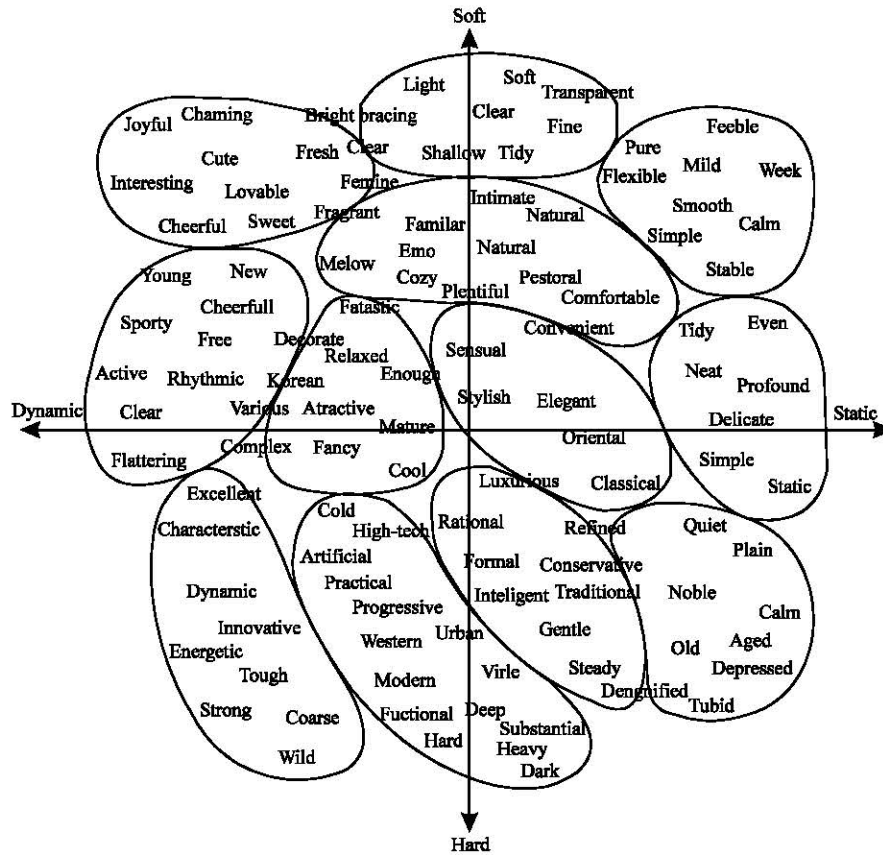 Soft
Light
Soft
Transparent
Clear
Fine
Shallow
Tidy
Joyful
Chaming
Bright bracing
Cute
Fresh
Clear
Interesting
Lovable
Femine
Cheerful
Sweet
Fragrant
Pure
Feeble
Flexible
Mild
Week
Smooth
Calm
Simple
Stable
Intimate
Natural
Familar
Emo
Natural
Melow
Cozy
Pestoral
Plentiful
Comfortable
Convenient
Young
New
Cheerfull
Sporty
Free
Active
Rhythmic
Clear
Various
Flattering
Complex
Fatastic
Decorate
Relaxed
Korean
Enough
Atractive
Mature
Fancy
Cool
Sensual
Stylish
Elegant
Oriental
Luxurious
Classical
Tidy
Even
Neat
Profound
Delicate
Simple
Static
Dynamic
Static
Excellent
Characterstic
Dynamic
Innovative
Energetic
Tough
Strong
Coarse
Wild
Cold
High-tech
Artificial
Practical
Progressive
Western
Urban
Modern
Virle
Fuctional
Deep
Hard
Substantial
Heavy
Dark
Rational
Refined
Formal
Conservative
Inteligent
Traditional
Gentle
Steady
Dengnified
Quiet
Plain
Noble
Calm
Old
Aged
Depressed
Tubid
Hard